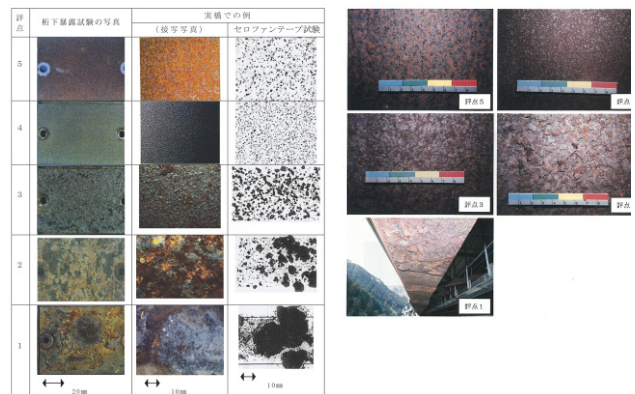 評点
桁下暴露試験の写真
実橋での例
(接写写真)
セロファンテープ試験
5
4
3
2
1
20㎜
10㎜
10㎜
評点5
評点3
評点1